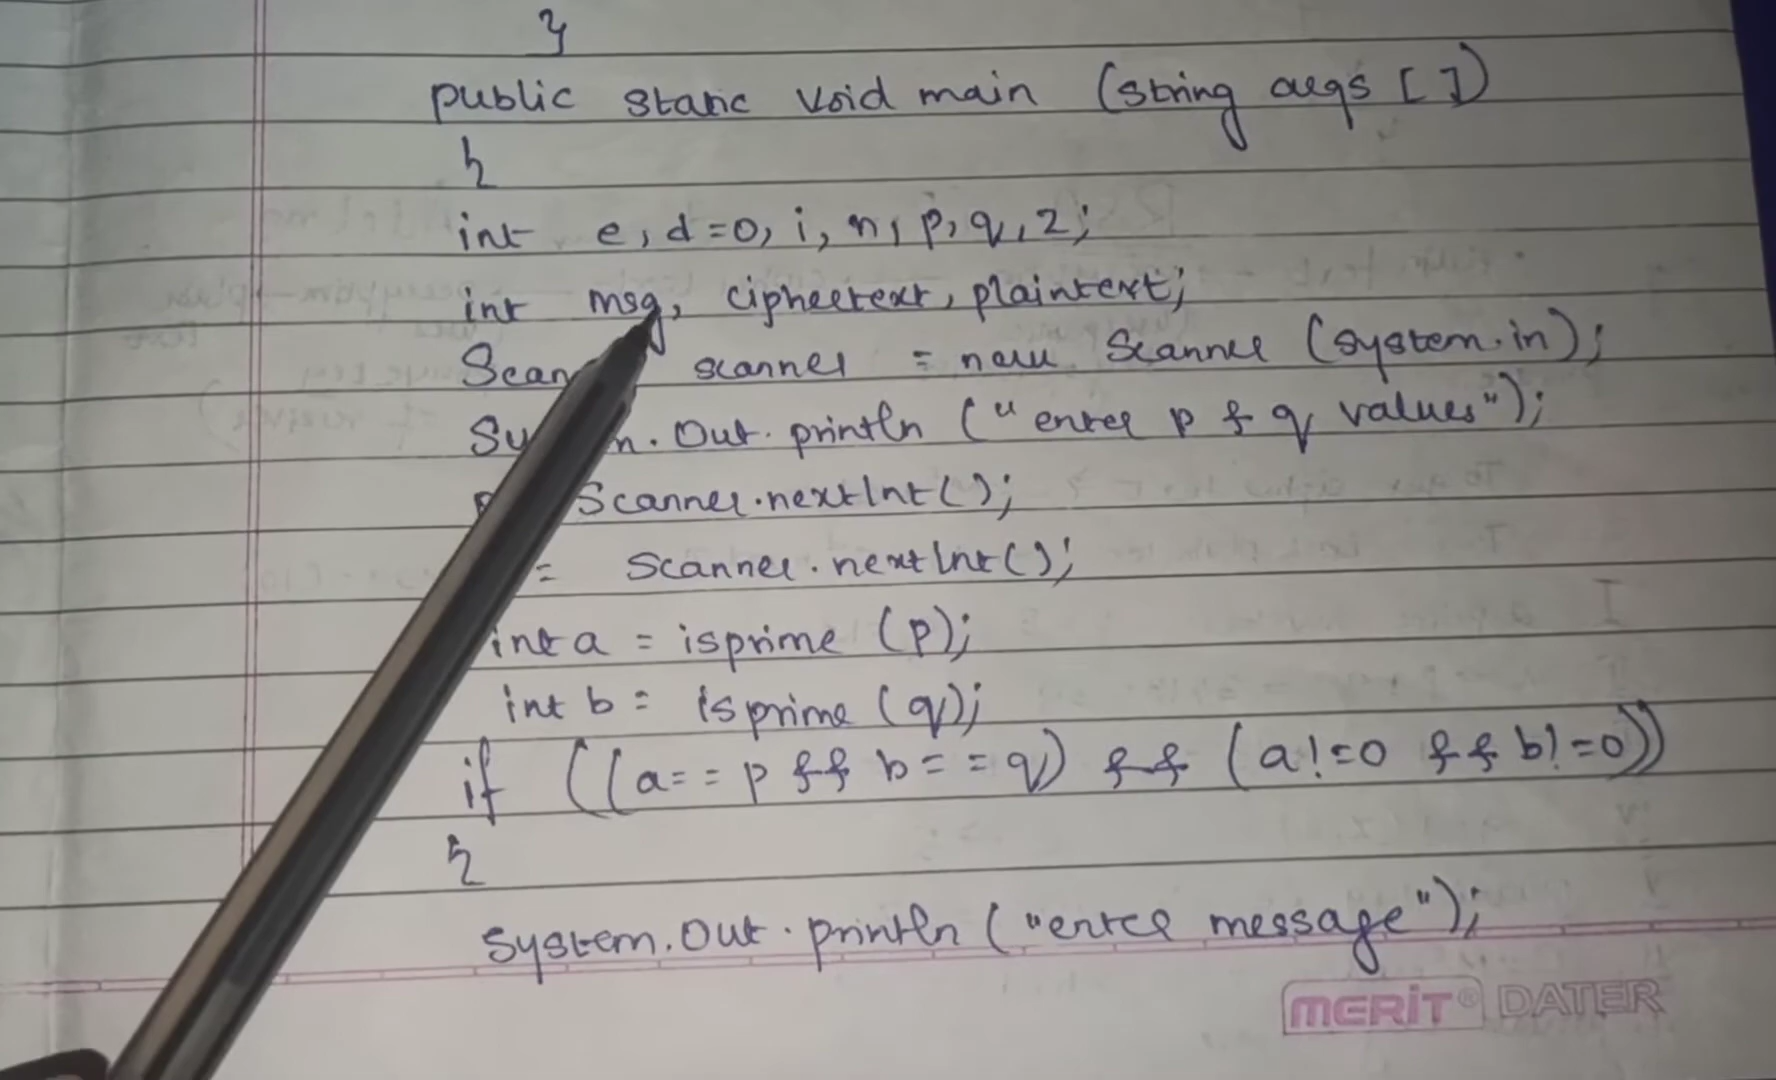 }
public static void main (string args [])
{
int e, d=0, i, n, p, q, z;
int msg, ciphertext, plaintext;
Scan scanner = new Scanner (system.in);
Sy m. Out. println (" enter p & q values");
Scanner.nextInt();
= Scanner.nextInt();
int a = isprime (p);
int b = isprime (q);
if ((a==p && b==q) && (a!=0 && b!=0))
{
System.Out.println ("enter message");
MERIT® DATER